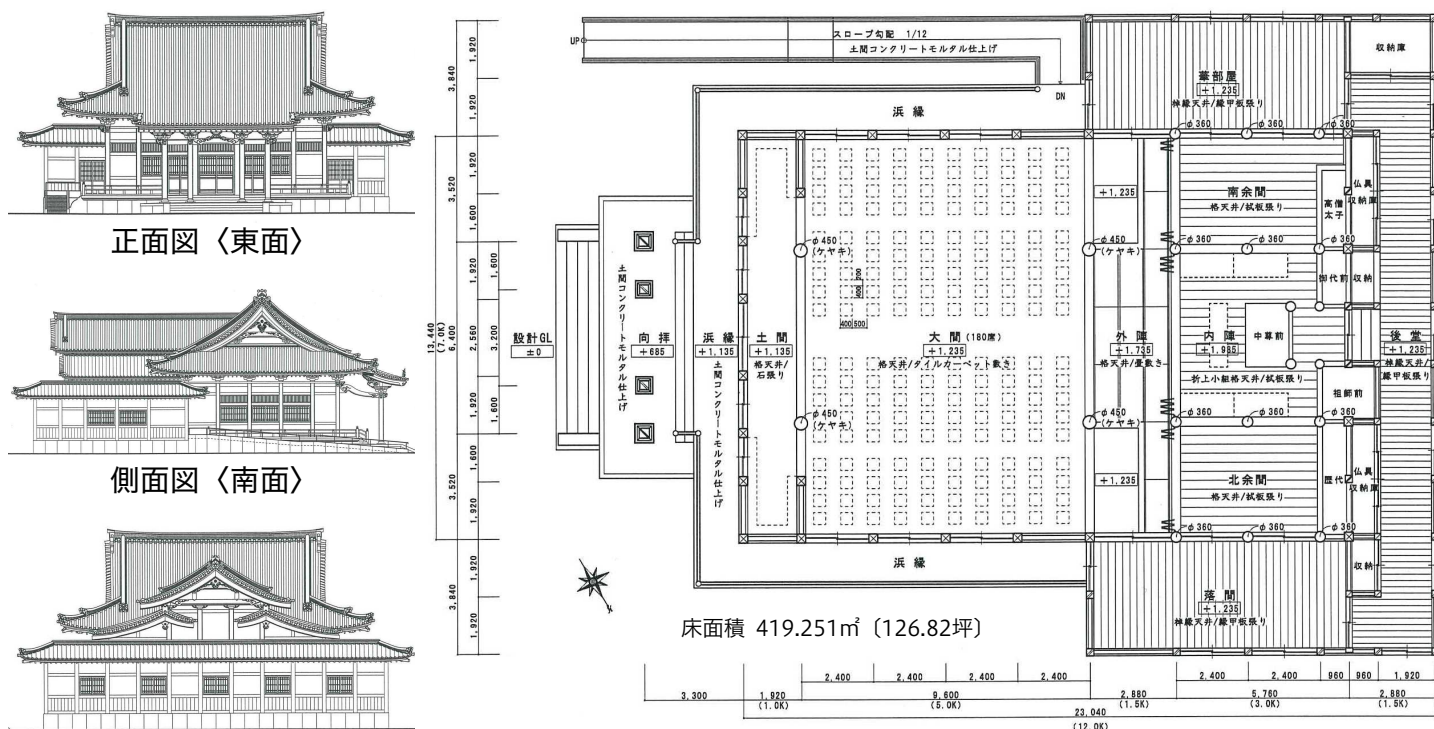 正面図〈東面〉
側面図〈南面〉
1,920
3,840
1,920
1,920
3,520
1,600
1,920
1,600
13,440
(7.0K)
6,400
2,560
3,200
1,920
1,600
1,600
3,520
1,920
1,920
3,840
1,920
UP
スロープ勾配 1/12
土間コンクリートモルタル仕上げ
DN
浜縁
華部屋
+1,235
棹縁天井/縁甲板張り
収納庫
φ360
φ360
φ360
+1,235
南余間
格天井/拭板張り
高僧
太子
仏具
収納庫
φ450
(ケヤキ)
φ450
(ケヤキ)
φ360
φ360
φ360
土間コンクリートモルタル仕上げ
200
400
400
500
御代前
収納
設計GL
±0
向拝
+685
浜縁
+1,135
土間コンクリートモルタル仕上げ
土間
+1,135
格天井/
石張り
大間(180席)
+1,235
格天井/タイルカーペット敷き
外陣
+1,735
格天井/畳敷き
内陣
+1,985
折上小組格天井/拭板張り
中尊前
後堂
+1,235
棹縁天井/
縁甲板張り
祖師前
φ450
(ケヤキ)
φ450
(ケヤキ)
φ360
φ360
φ360
+1,235
北余間
格天井/拭板張り
歴代
仏具
収納庫
φ360
φ360
φ360
浜縁
収納
落間
+1,235
棹縁天井/縁甲板張り
床面積 419.251㎡〔126.82坪〕
2,400
2,400
2,400
2,400
2,400
2,400
960
960
1,920
3,300
1,920
(1.0K)
9,600
(5.0K)
2,880
(1.5K)
5,760
(3.0K)
2,880
(1.5K)
23,040
(12.0K)